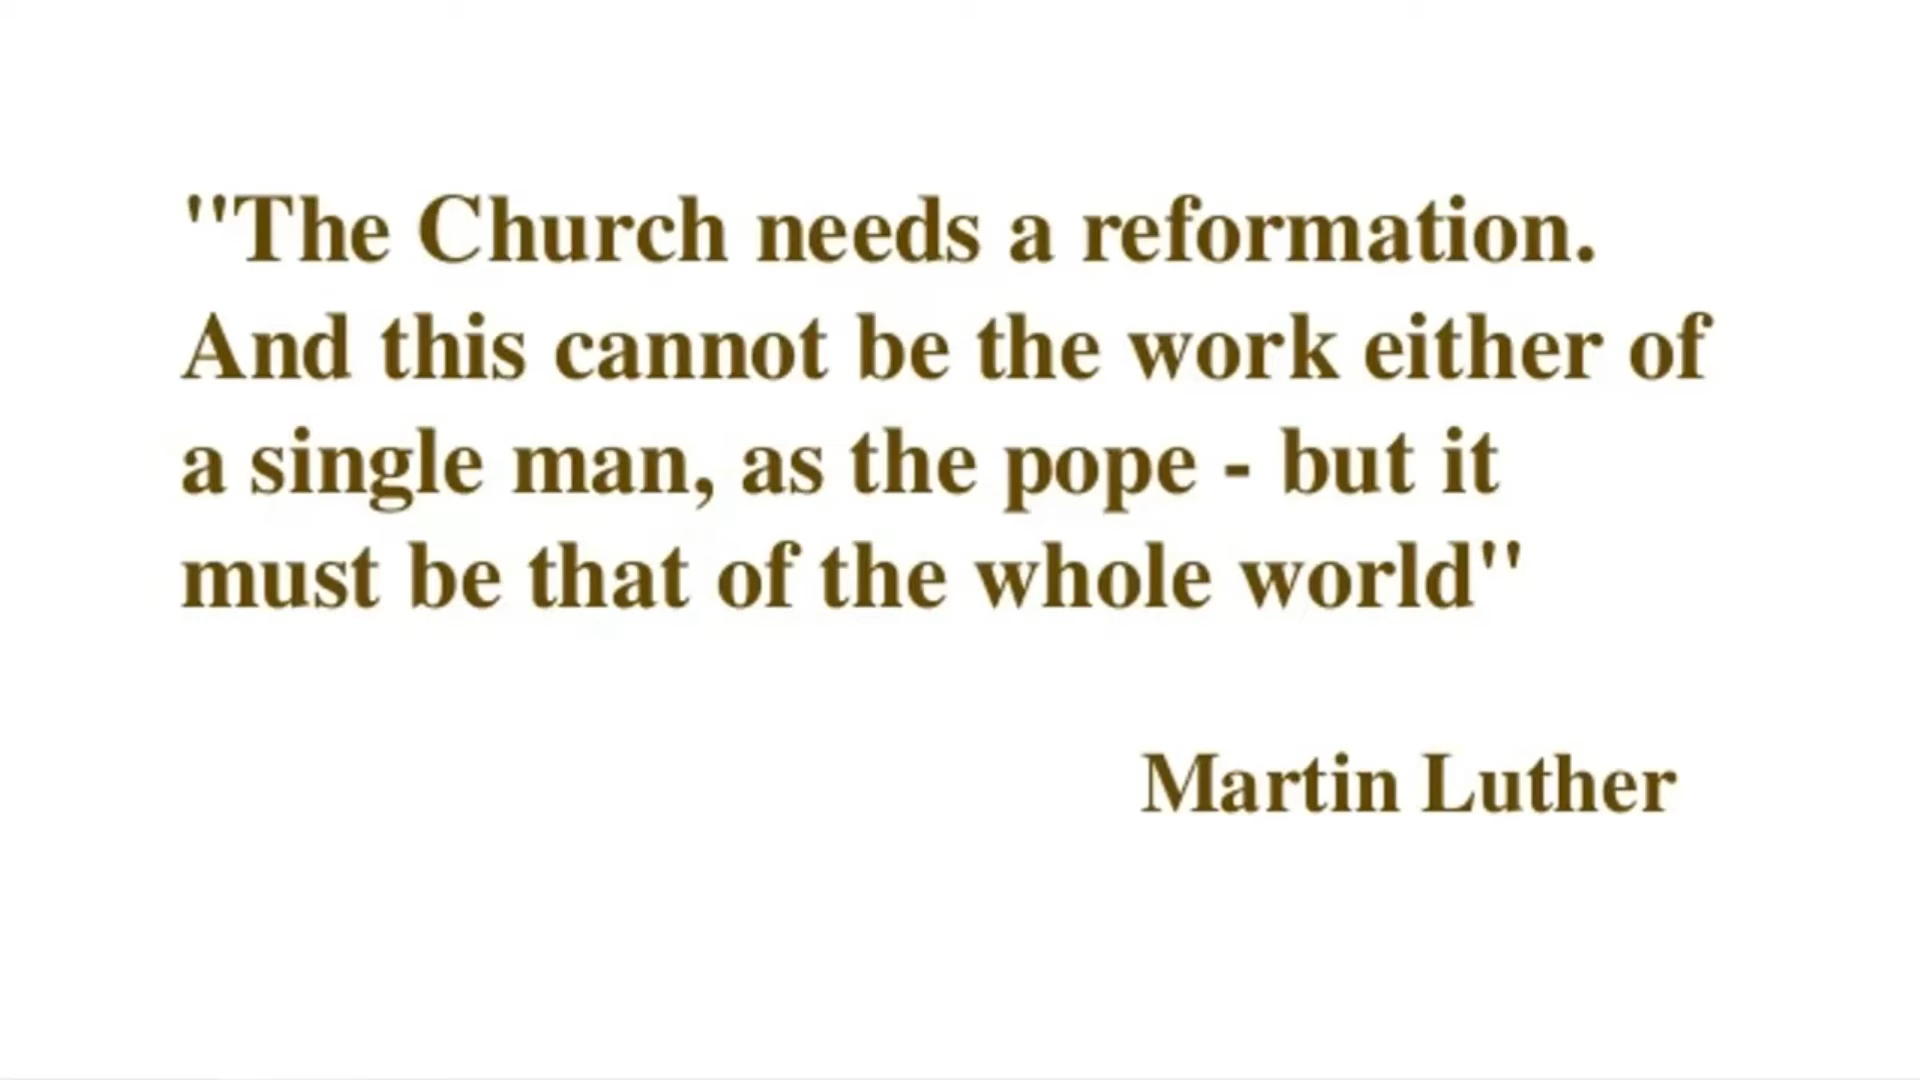 "The Church needs a reformation.
And this cannot be the work either of
a single man, as the pope - but it
must be that of the whole world"
Martin Luther